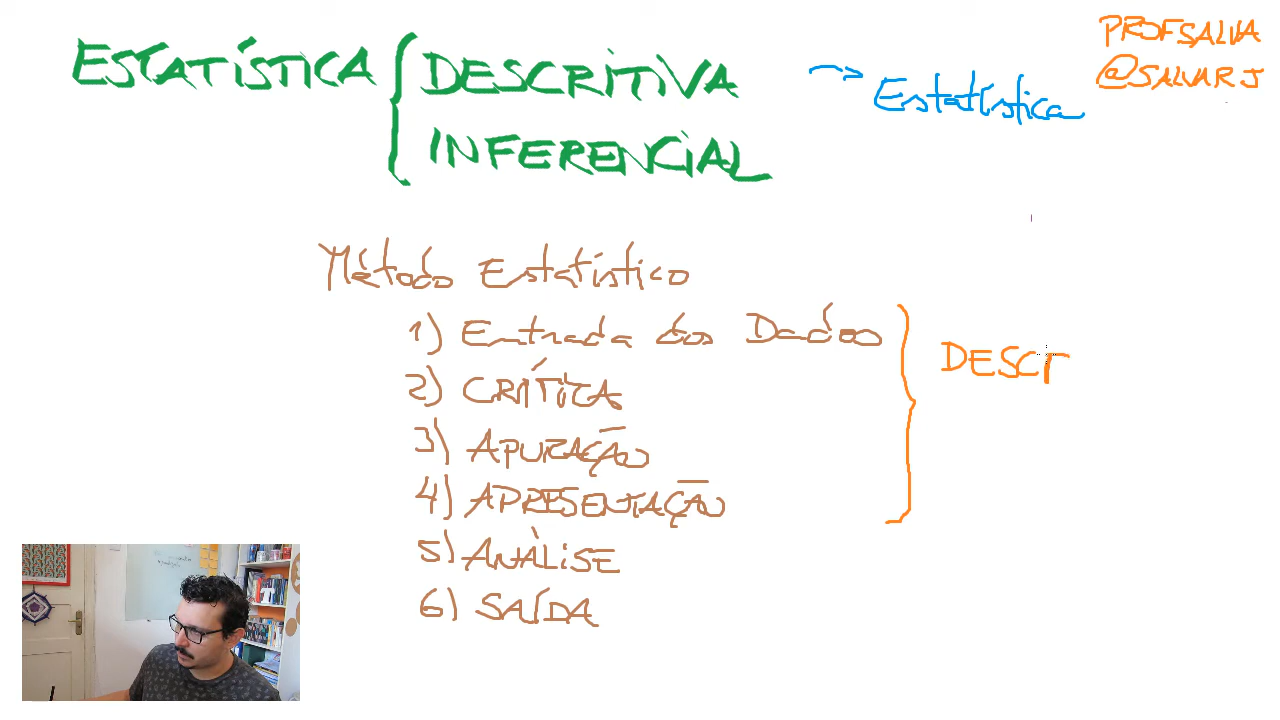 PROFSALVA
@SALVARJ
ESTATÍSTICA { DESCRITIVA
INFERENCIAL
→ Estatística
Método Estatístico
1) Entrada dos Dados
2) CRÍTICA
3) APURAÇÃO
4) APRESENTAÇÃO
5) ANÁLISE
6) SAÍDA
DESCR